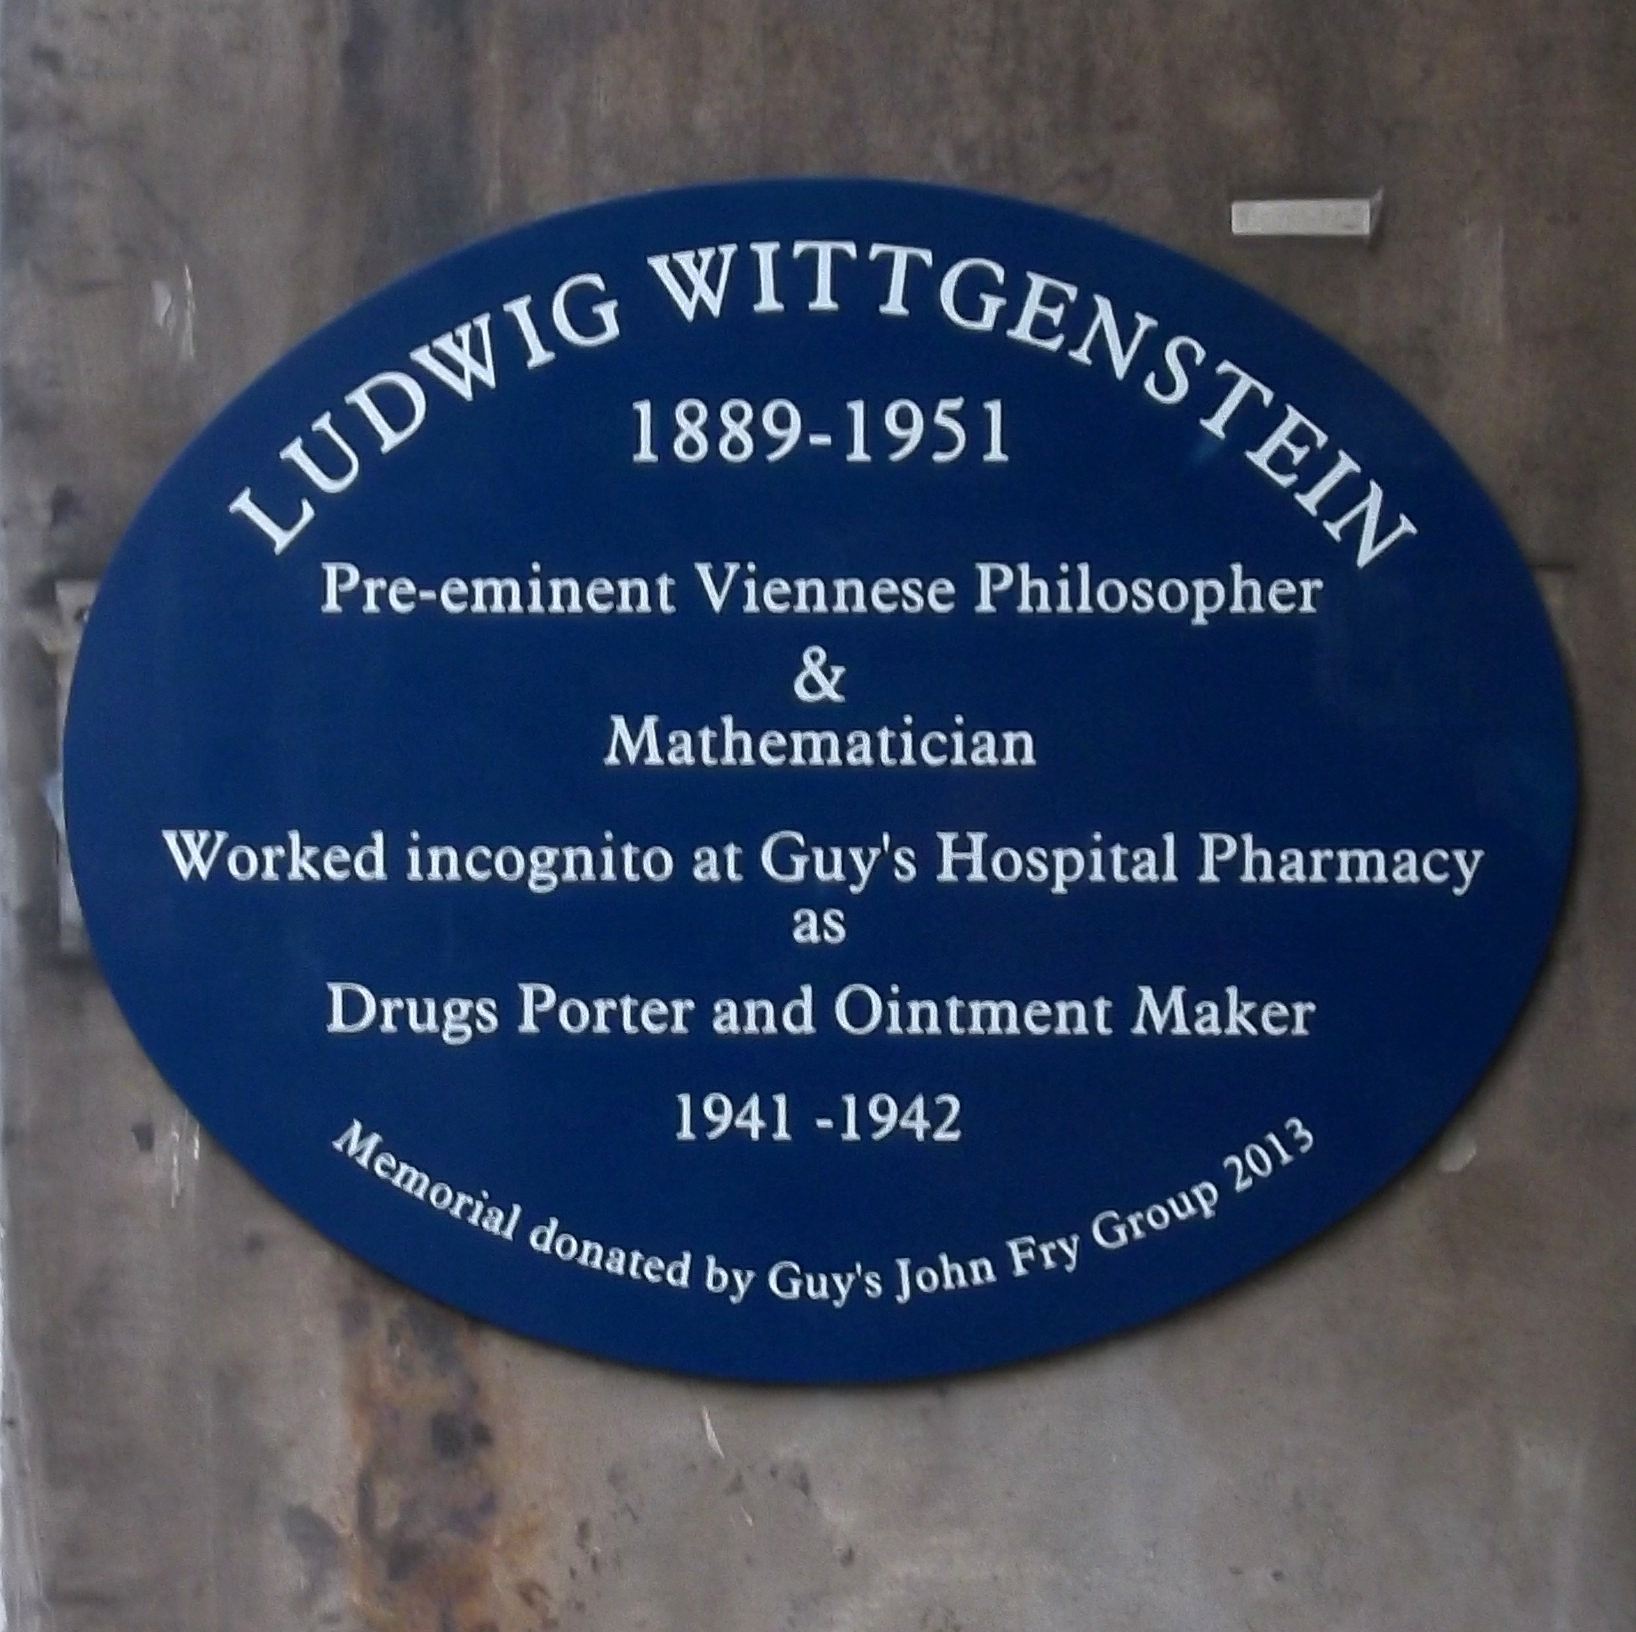 LUDWIG WITTGENSTEIN
1889-1951
Pre-eminent Viennese Philosopher
&
Mathematician
Worked incognito at Guy's Hospital Pharmacy
as
Drugs Porter and Ointment Maker
1941 -1942
Memorial donated by Guy's John Fry Group 2013